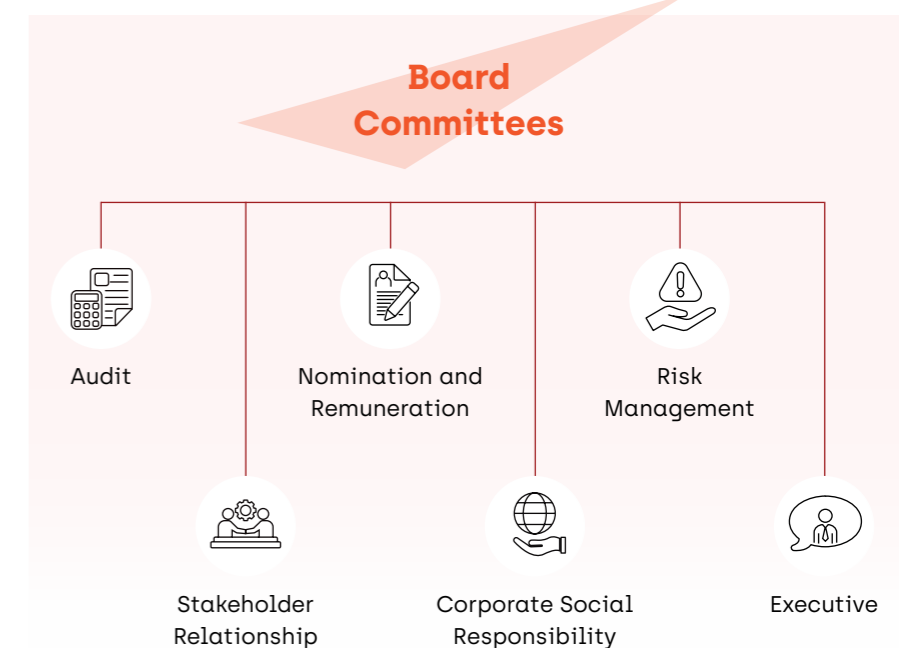 Board
Committees
Audit
Nomination and
Remuneration
Risk
Management
Stakeholder
Relationship
Corporate Social
Responsibility
Executive